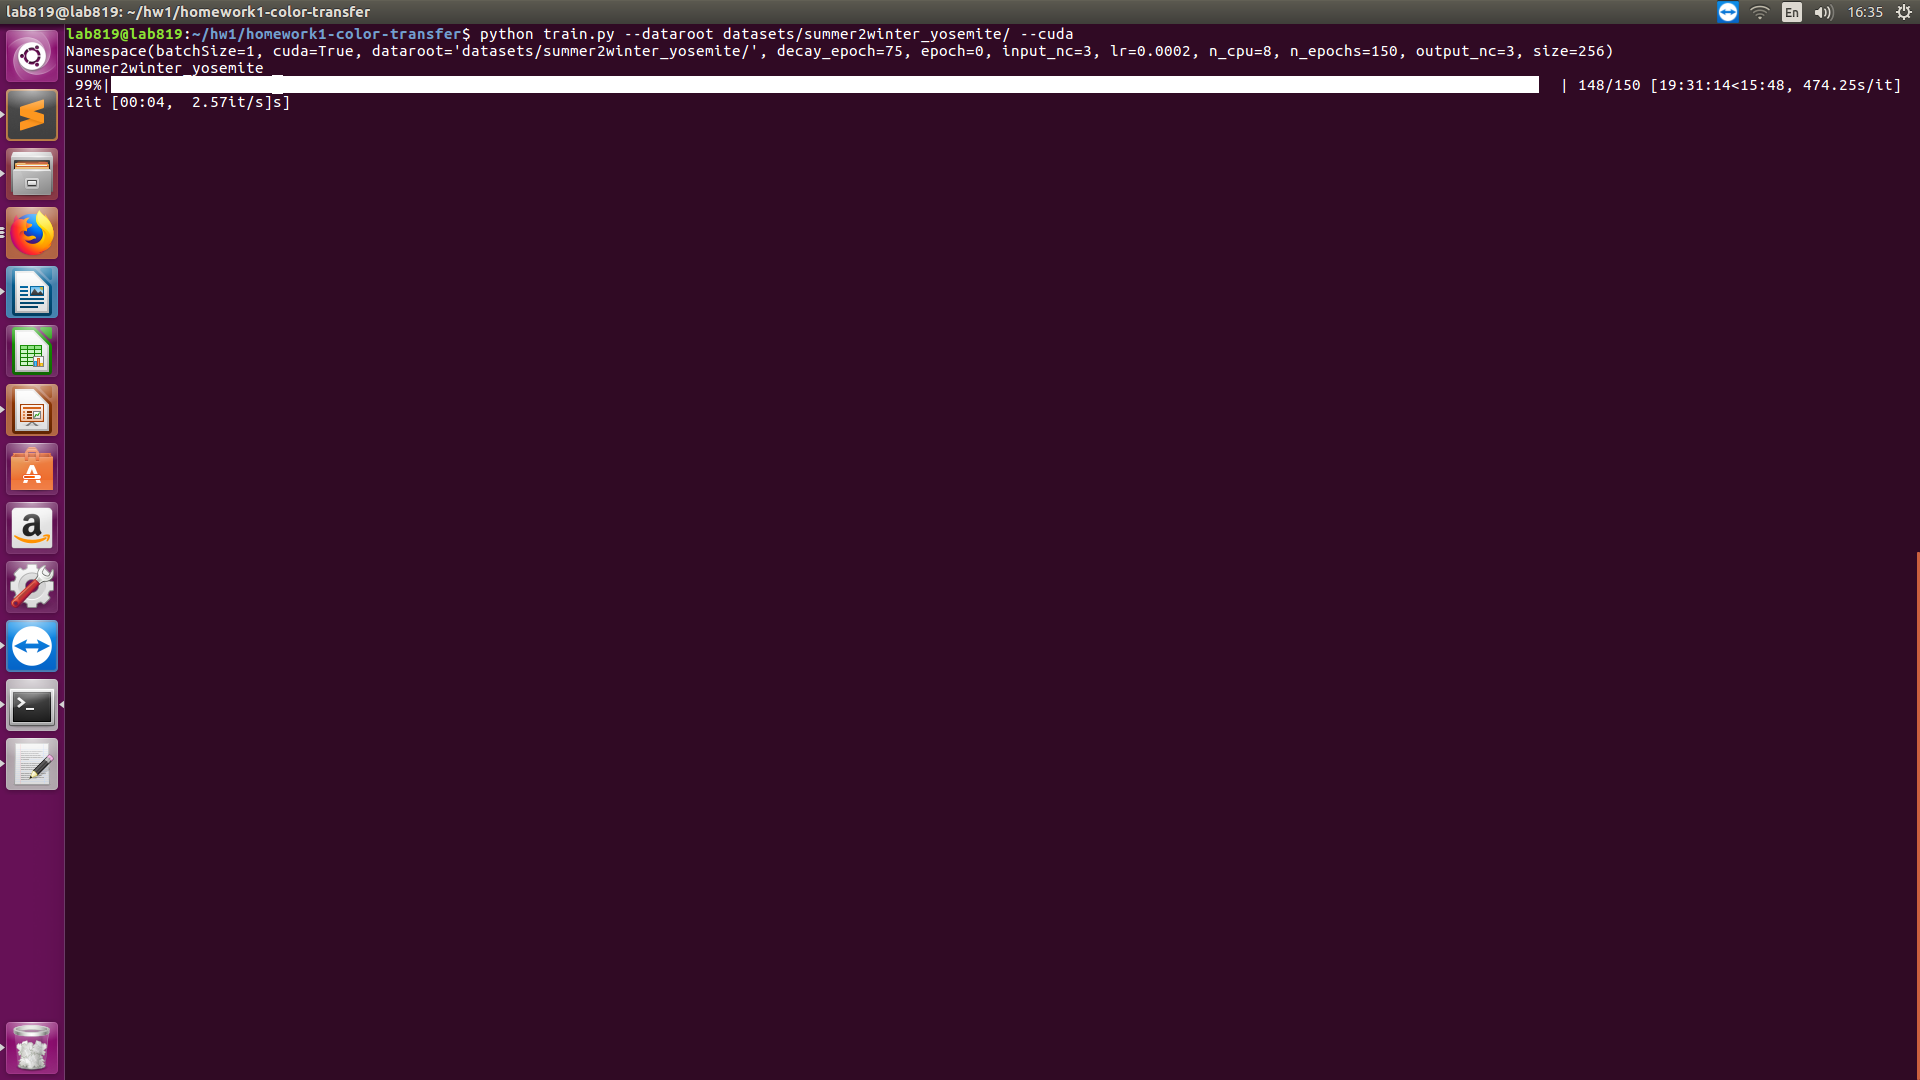 lab819@lab819: ~/hw1/homework1-color-transfer
En
16:35
lab819@lab819:~/hw1/homework1-color-transfer$ python train.py --dataroot datasets/summer2winter_yosemite/ --cuda
Namespace(batchSize=1, cuda=True, dataroot='datasets/summer2winter_yosemite/', decay_epoch=75, epoch=0, input_nc=3, lr=0.0002, n_cpu=8, n_epochs=150, output_nc=3, size=256)
summer2winter_yosemite
99%| | 148/150 [19:31:14<15:48, 474.25s/it]
12it [00:04, 2.57it/s]s]